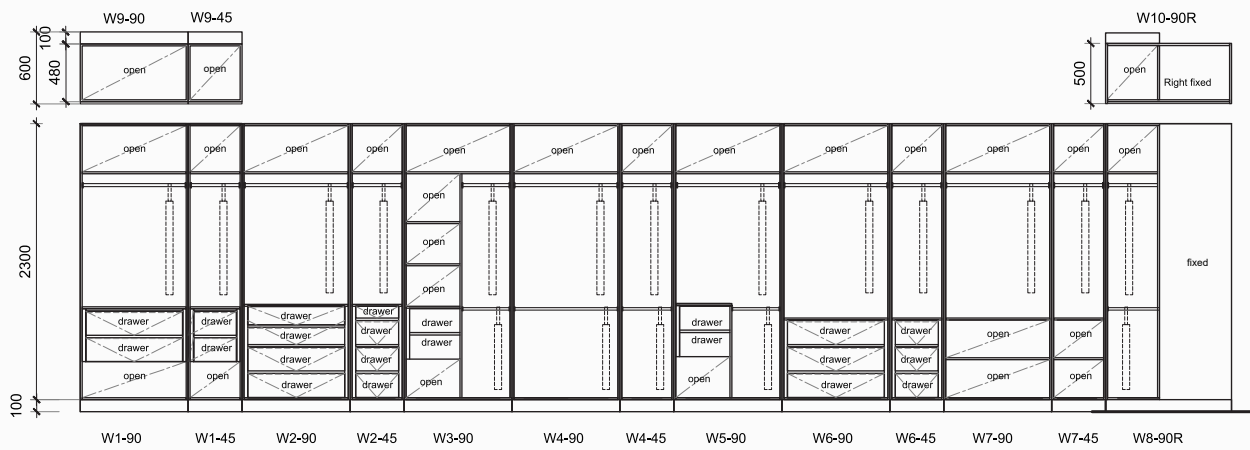 W9-90 W9-45 W10-90R
100
600 480 open open 500 open Right fixed
open open open open open open open open open open open open open
open
open
2300 open fixed
drawer drawer drawer drawer drawer drawer drawer drawer drawer open open
drawer drawer drawer drawer drawer drawer drawer drawer
open open drawer drawer open open drawer drawer open open
drawer drawer drawer drawer
100
W1-90 W1-45 W2-90 W2-45 W3-90 W4-90 W4-45 W5-90 W6-90 W6-45 W7-90 W7-45 W8-90R